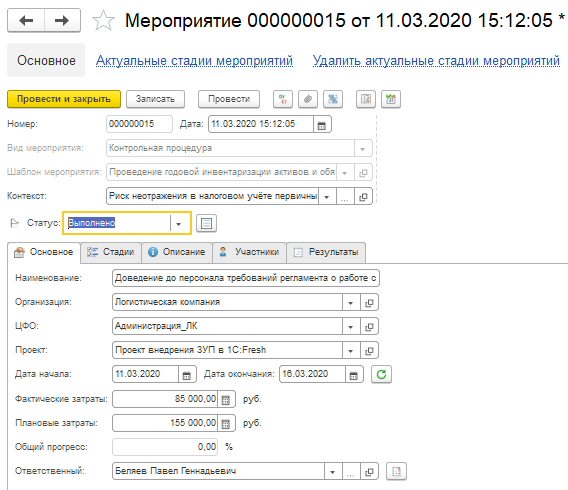 Мероприятие 000000015 от 11.03.2020 15:12:05 *
Основное Актуальные стадии мероприятий Удалить актуальные стадии мероприятий
Провести и закрыть Записать Провести
Номер: 000000015 Дата: 11.03.2020 15:12:05
Вид мероприятия: Контрольная процедура
Шаблон мероприятия: Проведение годовой инвентаризации активов и обя
Контекст: Риск неотражения в налоговом учёте первичны ...
Статус: Выполнено
Основное Стадии Описание Участники Результаты
Наименование: Доведение до персонала требований регламента о работе с
Организация: Логистическая компания
ЦФО: Администрация_ЛК
Проект: Проект внедрения ЗУП в 1С:Fresh
Дата начала: 11.03.2020 Дата окончания: 16.03.2020
Фактические затраты: 85 000,00 руб.
Плановые затраты: 155 000,00 руб.
Общий прогресс: 0,00 %
Ответственный: Беляев Павел Геннадьевич ...